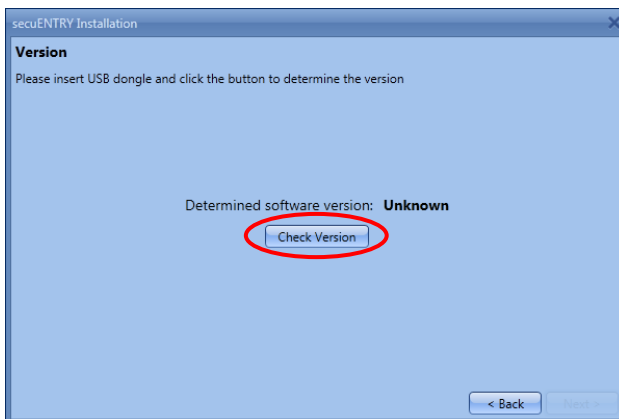 secuENTRY Installation
Version
Please insert USB dongle and click the button to determine the version
Determined software version: Unknown
Check Version
< Back
Next >